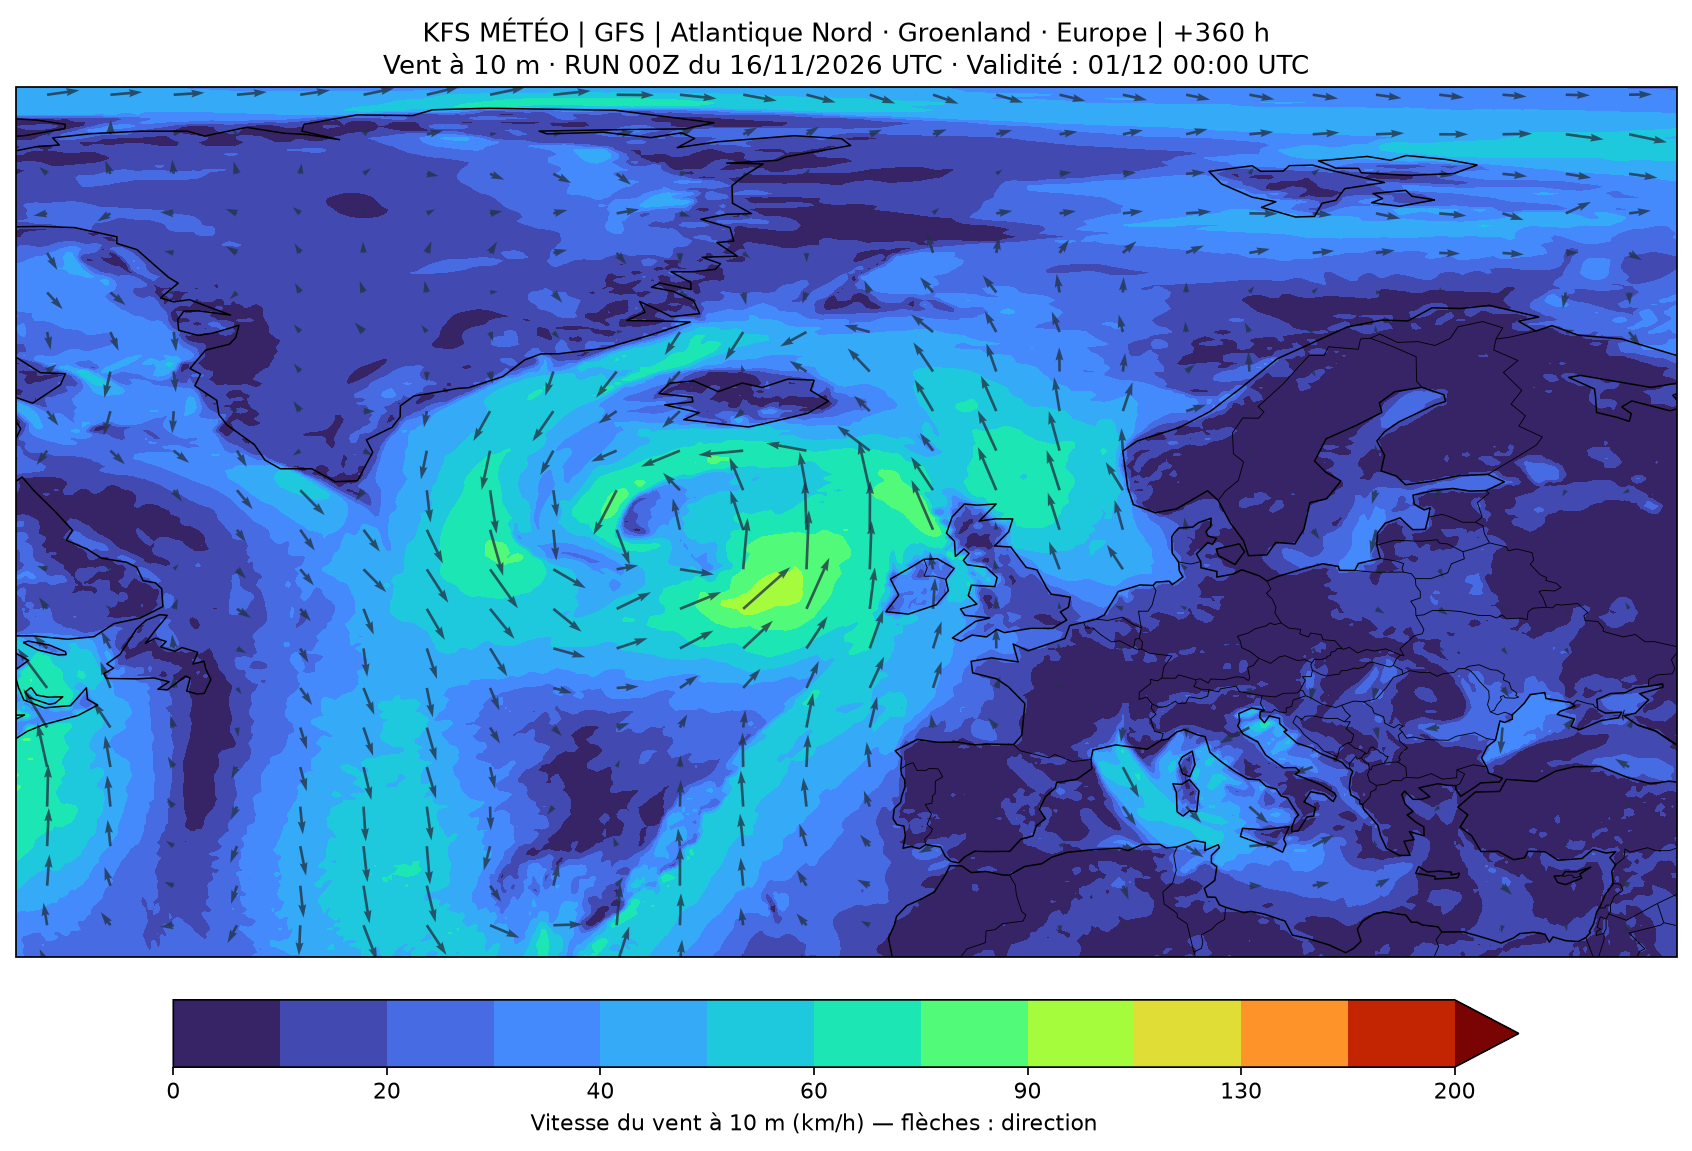 KFS MÉTÉO | GFS | Atlantique Nord · Groenland · Europe | +360 h
Vent à 10 m · RUN 00Z du 16/11/2026 UTC · Validité : 01/12 00:00 UTC
0 20 40 60 90 130 200
Vitesse du vent à 10 m (km/h) — flèches : direction